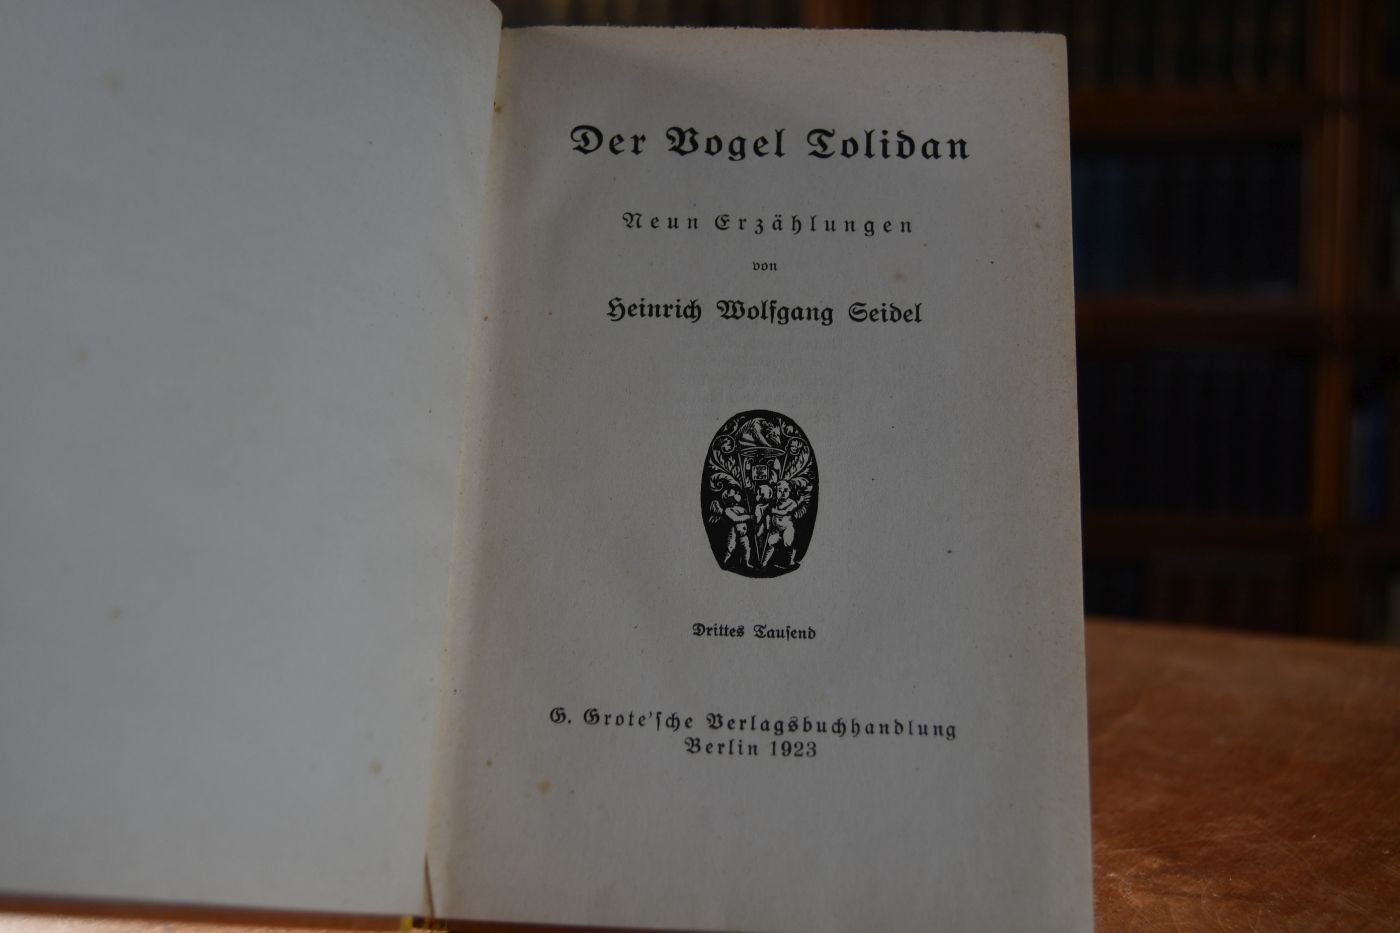 Der Vogel Tolidan
Neun Erzählungen
von
Heinrich Wolfgang Seidel
Drittes Tauſend
G. Grote'ſche Verlagsbuchhandlung
Berlin 1923